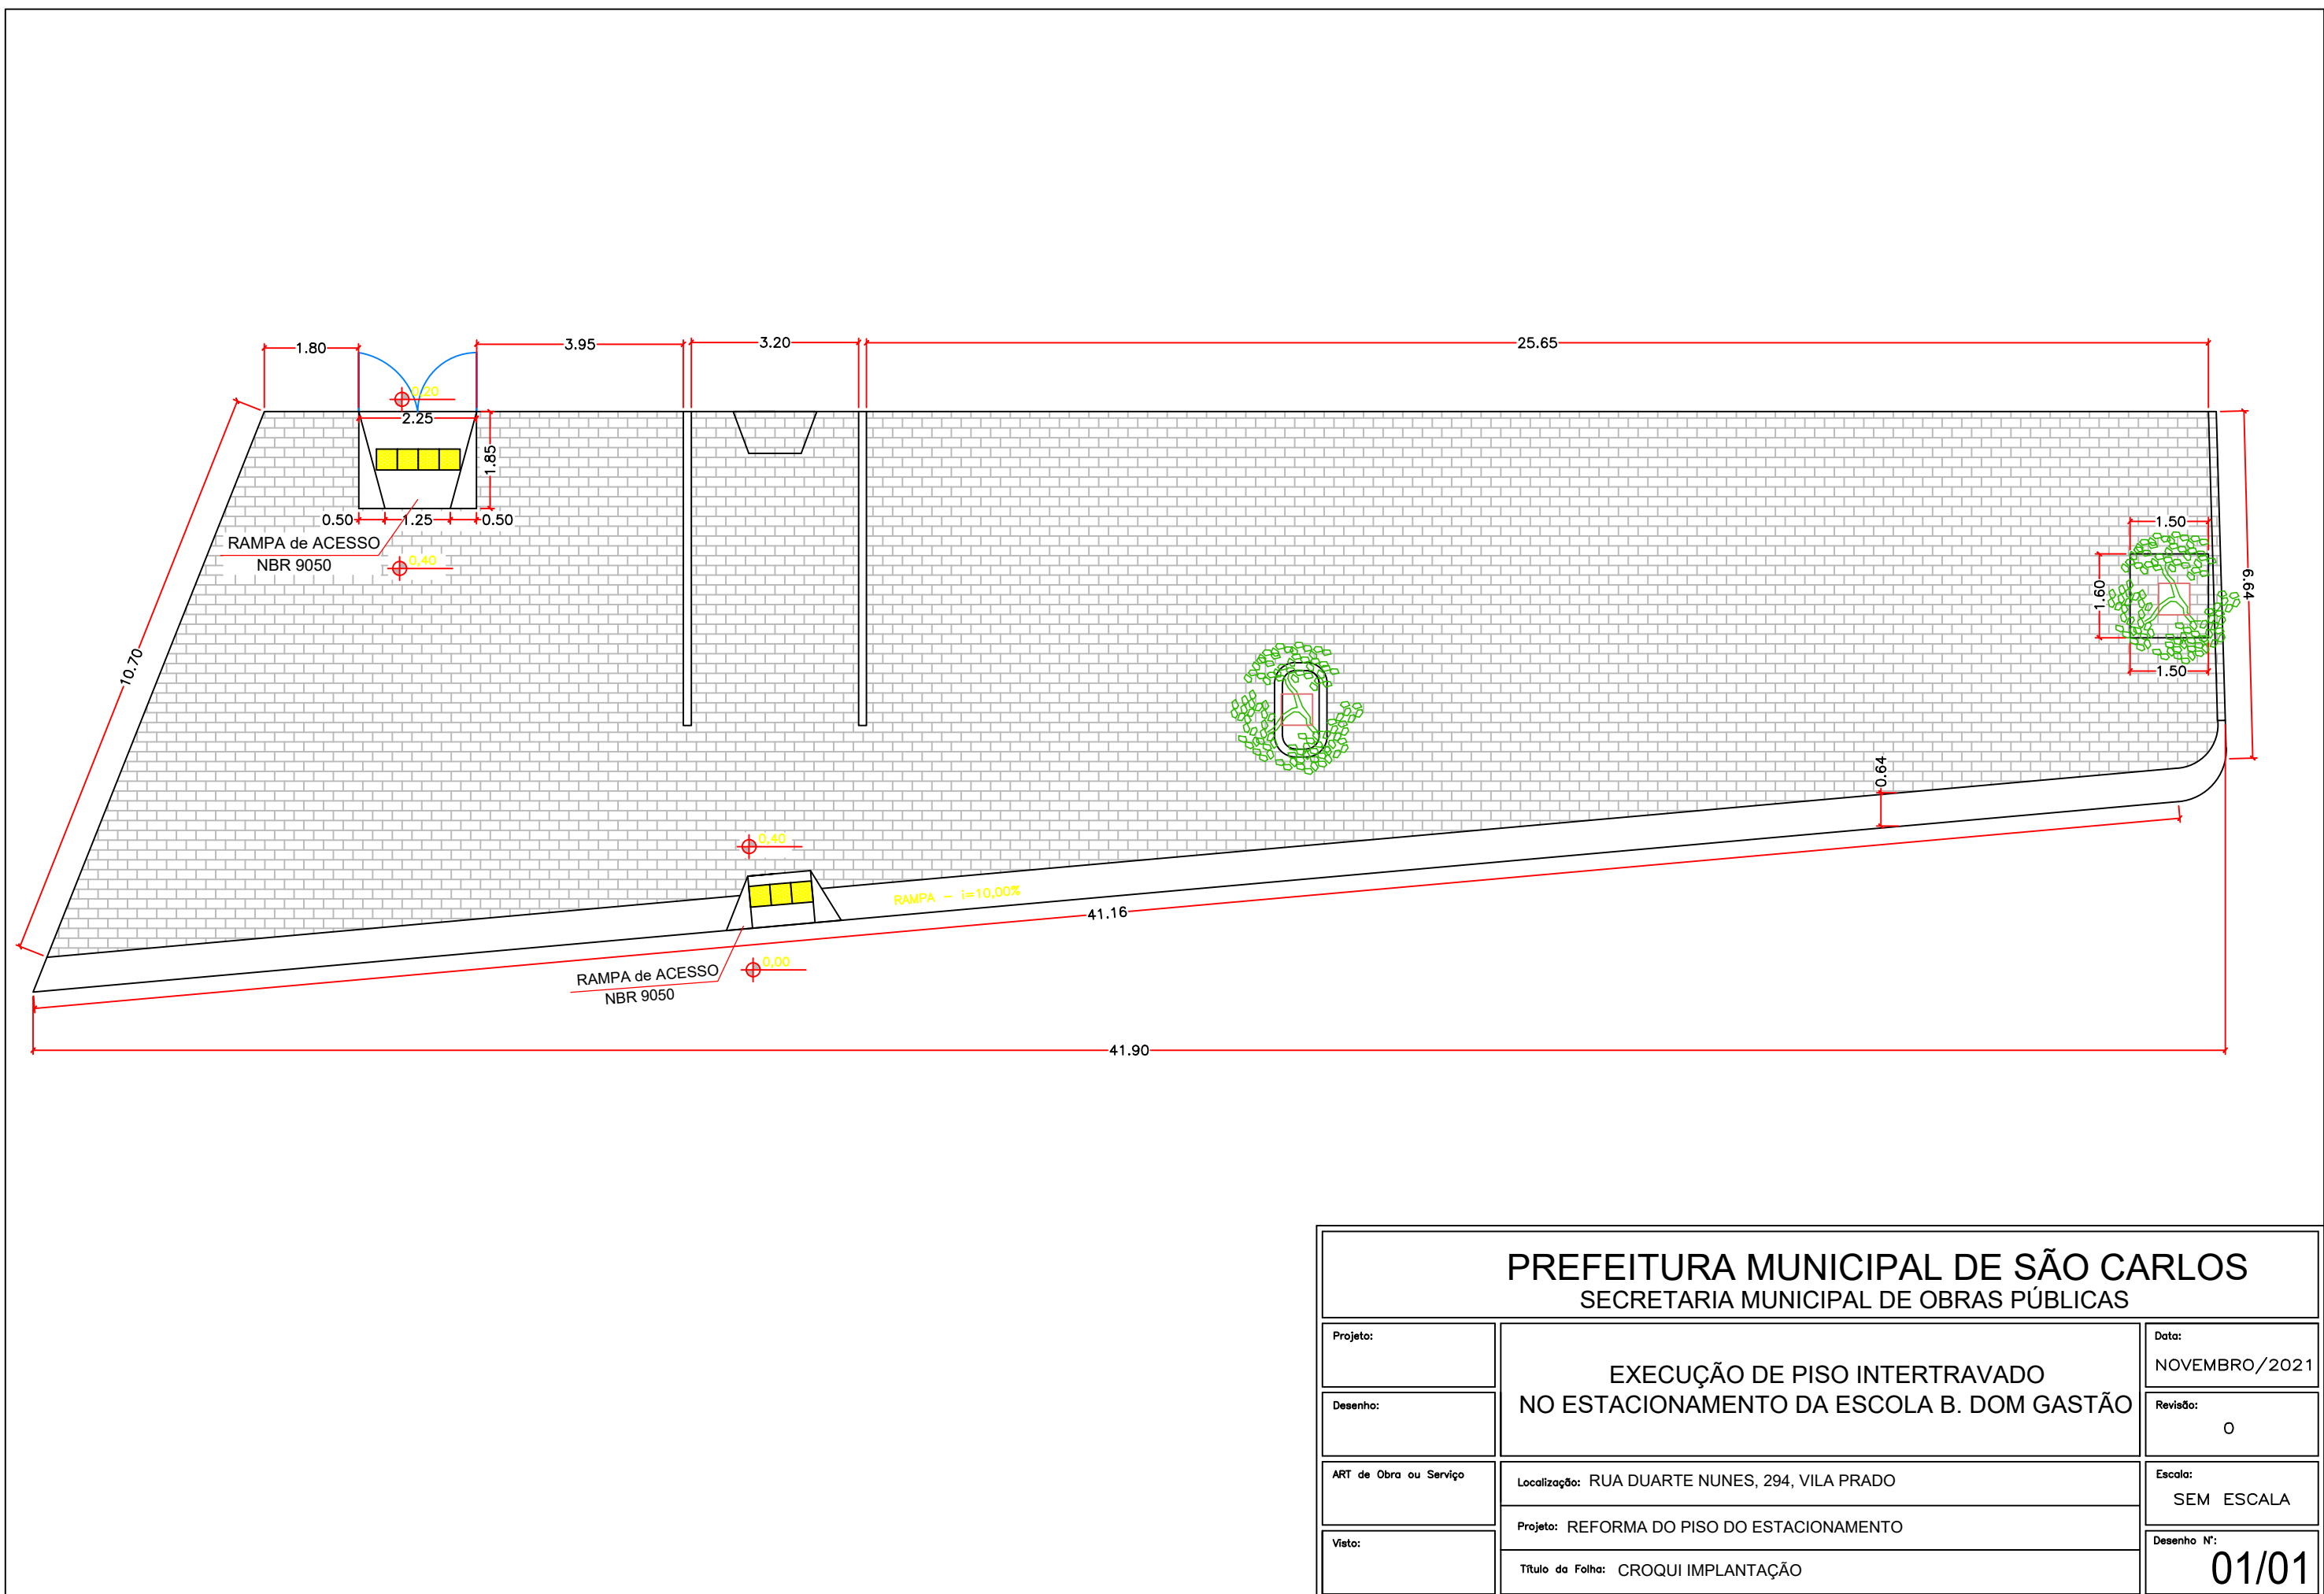 1.80
3.95
3.20
25.65
0,20
2.25
1.85
0.50
1.25
0.50
RAMPA de ACESSO
NBR 9050
0,40
10.70
1.50
1.60
1.50
6.64
0.64
0,40
RAMPA - i=10,00%
41.16
RAMPA de ACESSO
NBR 9050
0,00
41.90
PREFEITURA MUNICIPAL DE SÃO CARLOS
SECRETARIA MUNICIPAL DE OBRAS PÚBLICAS
Projeto:
EXECUÇÃO DE PISO INTERTRAVADO
NO ESTACIONAMENTO DA ESCOLA B. DOM GASTÃO
Data:
NOVEMBRO/2021
Desenho:
Revisão:
0
ART de Obra ou Serviço
Localização: RUA DUARTE NUNES, 294, VILA PRADO
Escala:
SEM ESCALA
Projeto: REFORMA DO PISO DO ESTACIONAMENTO
Visto:
Título da Folha: CROQUI IMPLANTAÇÃO
Desenho N°:
01/01